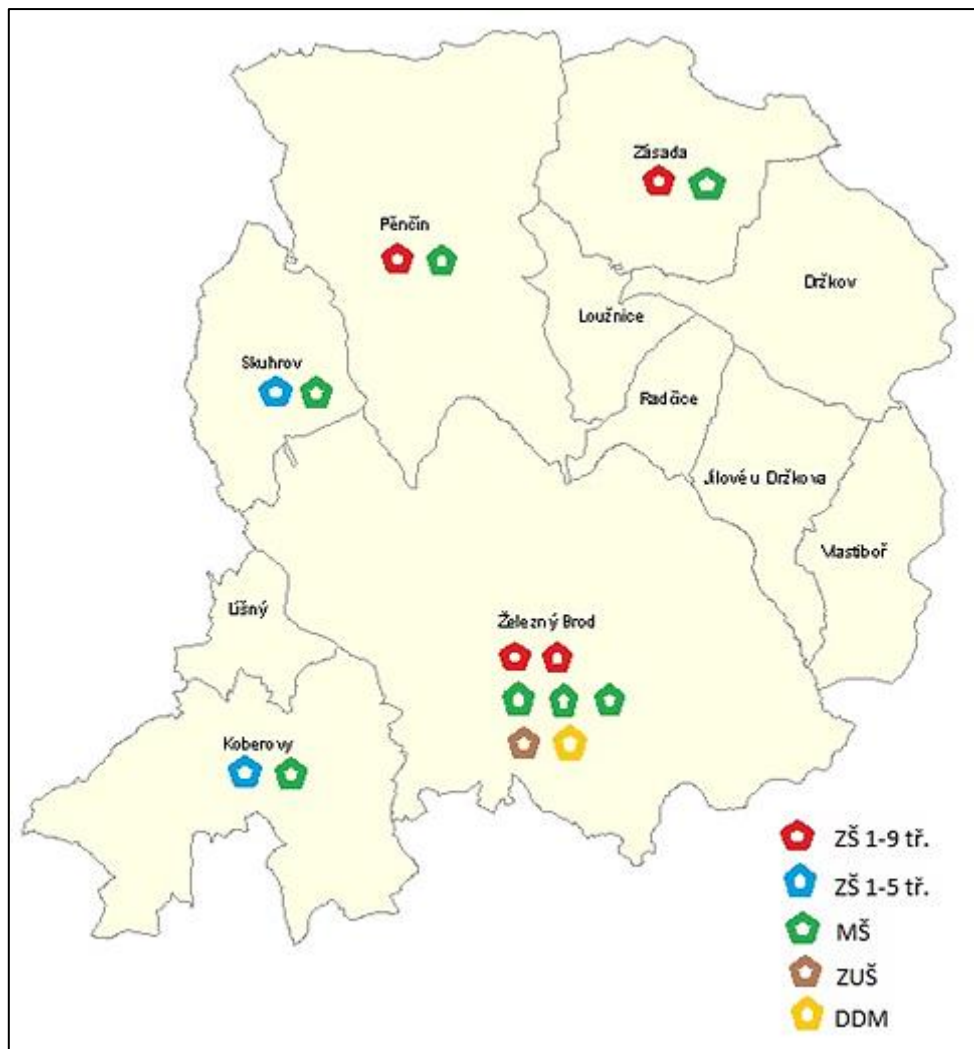 Zásada
Pěnčín
Držkov
Loužnice
Skuhrov
Radčice
Jílové u Držkova
Vlastiboř
Líšný
Železný Brod
Koberovy
ZŠ 1-9 tř.
ZŠ 1-5 tř.
MŠ
ZUŠ
DDM